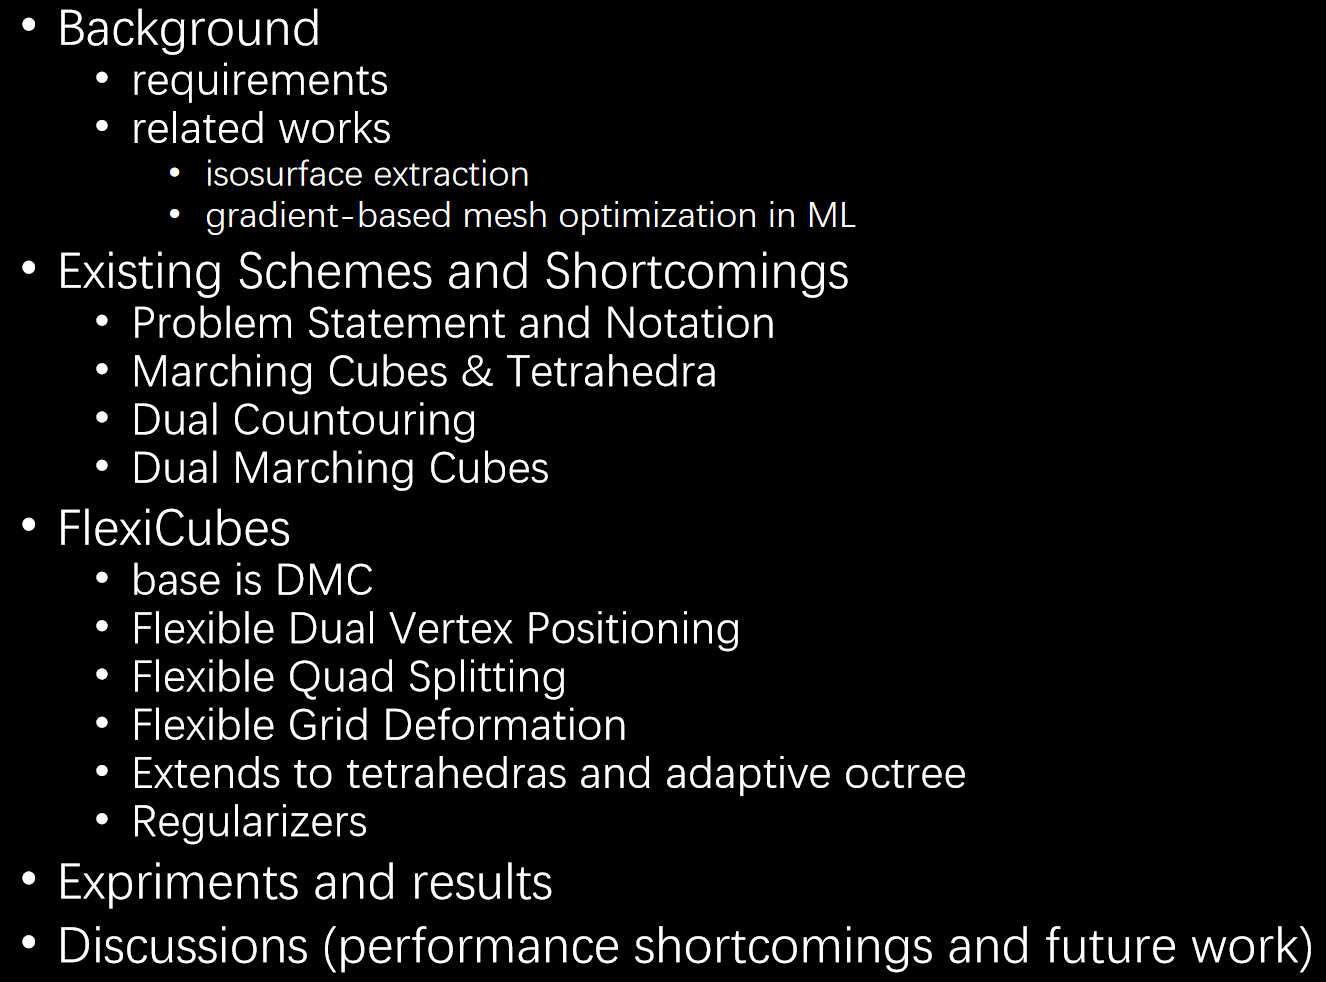 • Background
• requirements
• related works
• isosurface extraction
• gradient-based mesh optimization in ML
• Existing Schemes and Shortcomings
• Problem Statement and Notation
• Marching Cubes & Tetrahedra
• Dual Countouring
• Dual Marching Cubes
• FlexiCubes
• base is DMC
• Flexible Dual Vertex Positioning
• Flexible Quad Splitting
• Flexible Grid Deformation
• Extends to tetrahedras and adaptive octree
• Regularizers
• Expriments and results
• Discussions (performance shortcomings and future work)